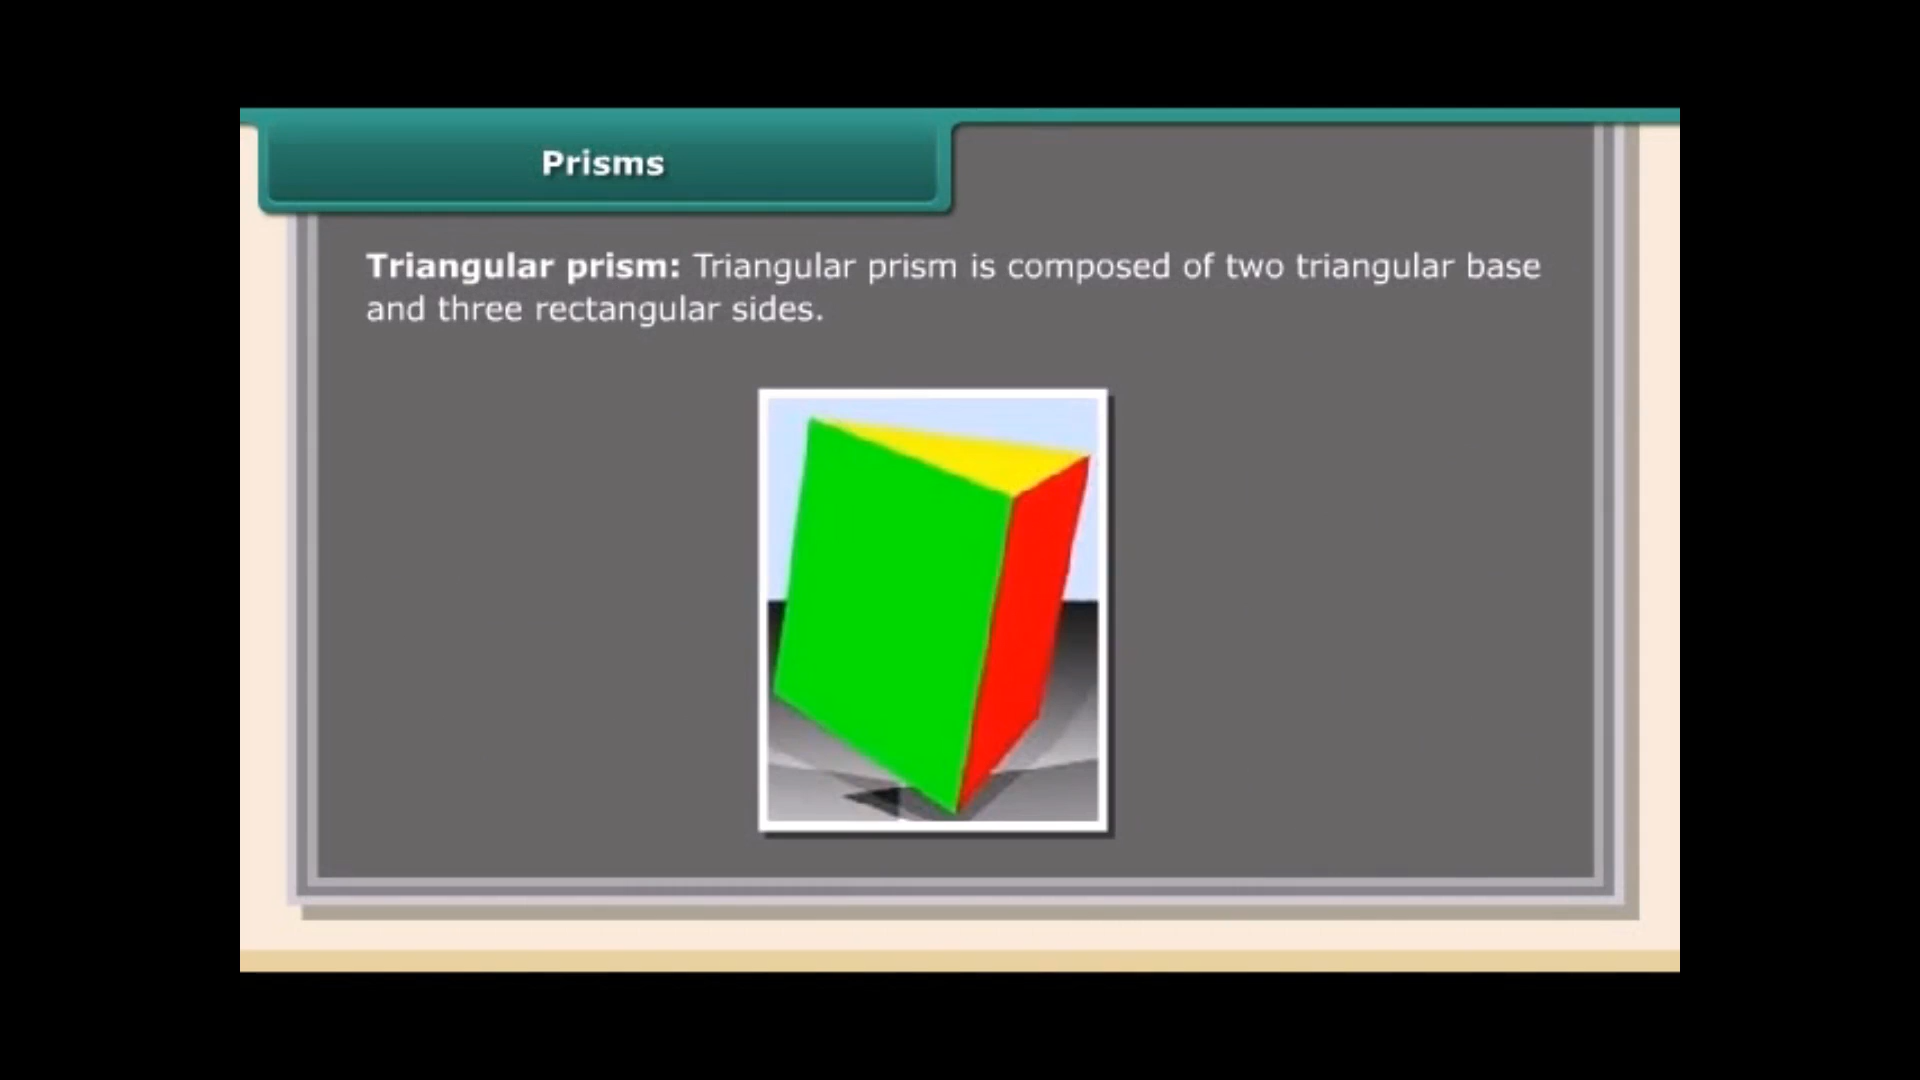 Prisms
Triangular prism: Triangular prism is composed of two triangular base
and three rectangular sides.